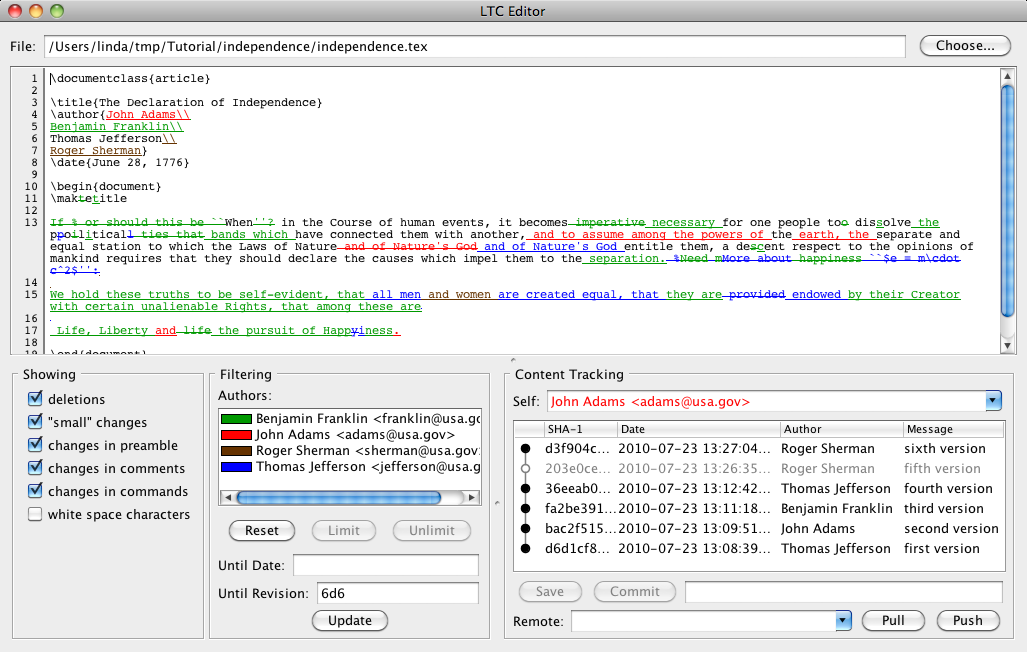 LTC Editor
File: /Users/linda/tmp/Tutorial/independence/independence.tex Choose...
1 \documentclass{article}
2
3 \title{The Declaration of Independence}
4 \author{John Adams\\
5 Benjamin Franklin\\
6 Thomas Jefferson\\
7 Roger Sherman}
8 \date{June 28, 1776}
9
10 \begin{document}
11 \maktetitle
12
13 If % or should this be ``When''? in the Course of human events, it becomes imperative necessary for one people too dissolve the
ppoilitical ties that bands which have connected them with another, and to assume among the powers of the earth, the separate and
equal station to which the Laws of Nature and of Nature's God and of Nature's God entitle them, a descent respect to the opinions of
mankind requires that they should declare the causes which impel them to the separation. %Need mMore about happiness ``$e = m\cdot
c^2$'':
14
15 We hold these truths to be self-evident, that all men and women are created equal, that they are provided endowed by their Creator
with certain unalienable Rights, that among these are
16
17 Life, Liberty and life the pursuit of Happyiness.
18
19 \end{document}
Showing
deletions
"small" changes
changes in preamble
changes in comments
changes in commands
white space characters
Filtering
Authors:
Benjamin Franklin <franklin@usa.go
John Adams <adams@usa.gov>
Roger Sherman <sherman@usa.gov>
Thomas Jefferson <jefferson@usa.g
Reset Limit Unlimit
Until Date:
Until Revision: 6d6
Update
Content Tracking
Self: John Adams <adams@usa.gov>
SHA-1 Date Author Message
d3f904c... 2010-07-23 13:27:04... Roger Sherman sixth version
203e0ce... 2010-07-23 13:26:35... Roger Sherman fifth version
36eeab0... 2010-07-23 13:12:42... Thomas Jefferson fourth version
fa2be391... 2010-07-23 13:11:18... Benjamin Franklin third version
bac2f515... 2010-07-23 13:09:51... John Adams second version
d6d1cf8... 2010-07-23 13:08:39... Thomas Jefferson first version
Save Commit
Remote: Pull Push